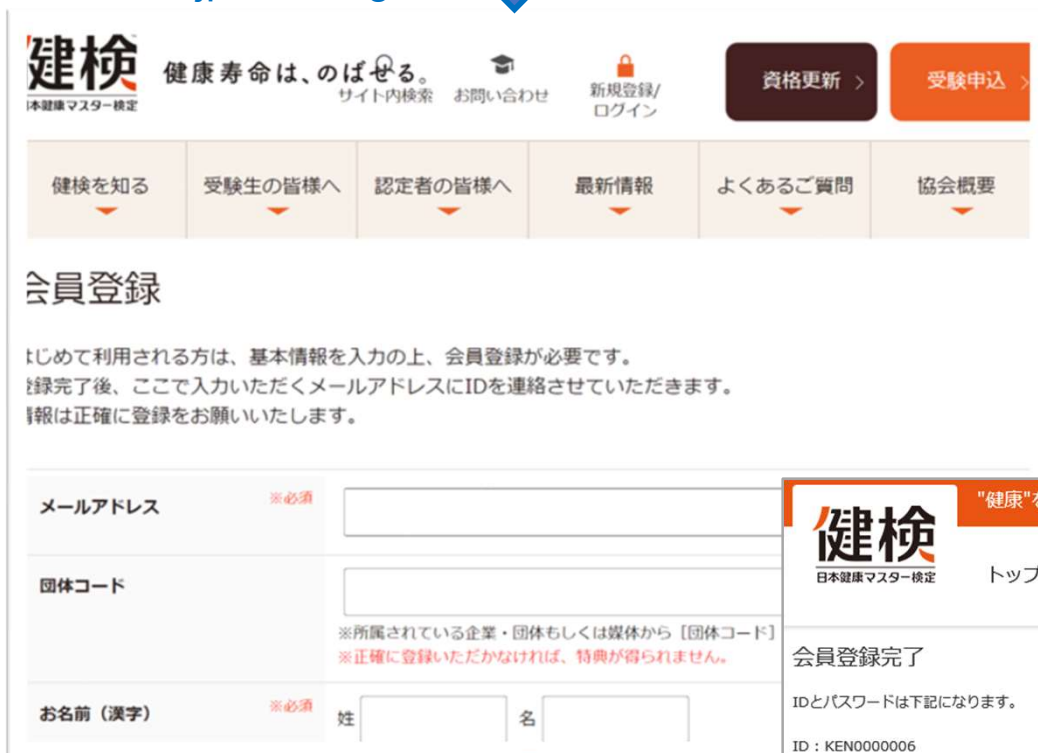 健検
日本健康マスター検定
健康寿命は、のばせる。
サイト内検索
お問い合わせ
新規登録/
ログイン
資格更新 >
受験申込 >
健検を知る
受験生の皆様へ
認定者の皆様へ
最新情報
よくあるご質問
協会概要
会員登録
はじめて利用される方は、基本情報を入力の上、会員登録が必要です。
登録完了後、ここで入力いただくメールアドレスにIDを連絡させていただきます。
情報は正確に登録をお願いいたします。
メールアドレス ※必須
団体コード
※所属されている企業・団体もしくは媒体から［団体コード］
※正確に登録いただかなければ、特典が得られません。
お名前（漢字） ※必須 姓 名
"健康"を
健検
日本健康マスター検定
トップ
会員登録完了
IDとパスワードは下記になります。
ID：KEN0000006